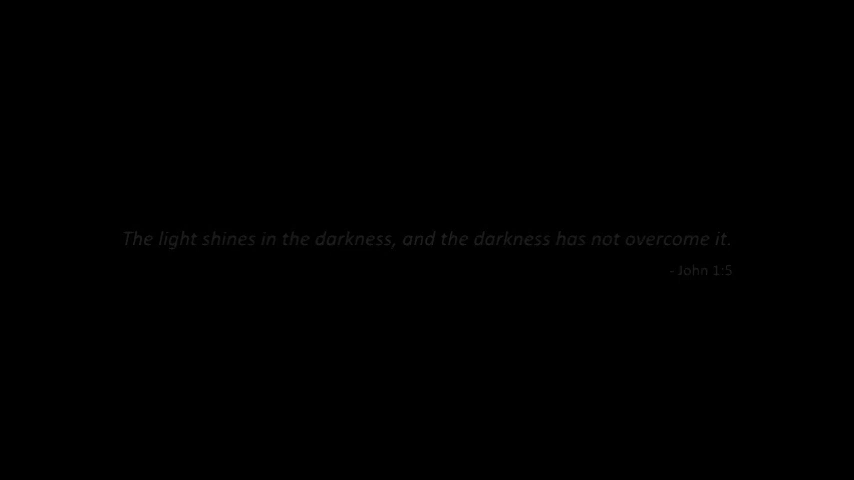 The light shines in the darkness, and the darkness has not overcome it.
- John 1:5